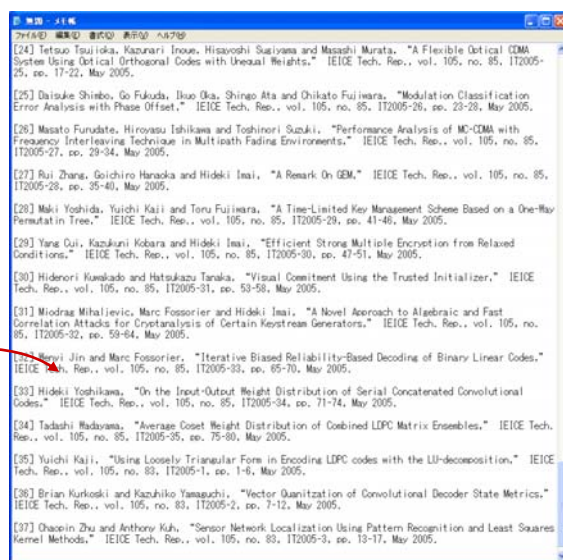 無題 - メモ帳
ファイル(F) 編集(E) 書式(O) 表示(V) ヘルプ(H)
[24] Tetsuo Tsujioka, Kazunari Inoue, Hisayoshi Sugiyama and Masashi Murata, "A Flexible Optical CDMA
System Using Optical Orthogonal Codes with Unequal Weights," IEICE Tech. Rep., vol. 105, no. 85, IT2005-
25, pp. 17-22, May 2005.
[25] Daisuke Shimbo, Go Fukuda, Ikuo Oka, Shingo Ata and Chikato Fujiwara, "Modulation Classification
Error Analysis with Phase Offset," IEICE Tech. Rep., vol. 105, no. 85, IT2005-26, pp. 23-28, May 2005.
[26] Masato Furudate, Hiroyasu Ishikawa and Toshinori Suzuki, "Performance Analysis of MC-CDMA with
Frequency Interleaving Technique in Multipath Fading Environments," IEICE Tech. Rep., vol. 105, no. 85,
IT2005-27, pp. 29-34, May 2005.
[27] Rui Zhang, Goichiro Hanaoka and Hideki Imai, "A Remark On GEM," IEICE Tech. Rep., vol. 105, no. 85,
IT2005-28, pp. 35-40, May 2005.
[28] Maki Yoshida, Yuichi Kaji and Toru Fujiwara, "A Time-Limited Key Management Scheme Based on a One-Way
Permutatin Tree," IEICE Tech. Rep., vol. 105, no. 85, IT2005-29, pp. 41-46, May 2005.
[29] Yang Cui, Kazukuni Kobara and Hideki Imai, "Efficient Strong Multiple Encryption from Relaxed
Conditions," IEICE Tech. Rep., vol. 105, no. 85, IT2005-30, pp. 47-51, May 2005.
[30] Hidenori Kuwakado and Hatsukazu Tanaka, "Visual Commitment Using the Trusted Initializer," IEICE
Tech. Rep., vol. 105, no. 85, IT2005-31, pp. 53-58, May 2005.
[31] Miodrag Mihaljevic, Marc Fossorier and Hideki Imai, "A Novel Approach to Algebraic and Fast
Correlation Attacks for Cryptanalysis of Certain Keystream Generators," IEICE Tech. Rep., vol. 105, no.
85, IT2005-32, pp. 59-64, May 2005.
[32] Wenyi Jin and Marc Fossorier, "Iterative Biased Reliability-Based Decoding of Binary Linear Codes,"
IEICE Tech. Rep., vol. 105, no. 85, IT2005-33, pp. 65-70, May 2005.
[33] Hideki Yoshikawa, "On the Input-Output Weight Distribution of Serial Concatenated Convolutional
Codes," IEICE Tech. Rep., vol. 105, no. 85, IT2005-34, pp. 71-74, May 2005.
[34] Tadashi Wadayama, "Average Coset Weight Distribution of Combined LDPC Matrix Ensembles," IEICE Tech.
Rep., vol. 105, no. 85, IT2005-35, pp. 75-80, May 2005.
[35] Yuichi Kaji, "Using Loosely Triangular Form in Encoding LDPC codes with the LU-decomposition," IEICE
Tech. Rep., vol. 105, no. 83, IT2005-1, pp. 1-6, May 2005.
[36] Brian Kurkoski and Kazuhiko Yamaguchi, "Vector Quanitzation of Convolutional Decoder State Metrics,"
IEICE Tech. Rep., vol. 105, no. 83, IT2005-2, pp. 7-12, May 2005.
[37] Chaopin Zhu and Anthony Kuh, "Sensor Network Localization Using Pattern Recognition and Least Squares
Kernel Methods," IEICE Tech. Rep., vol. 105, no. 83, IT2005-3, pp. 13-17, May 2005.